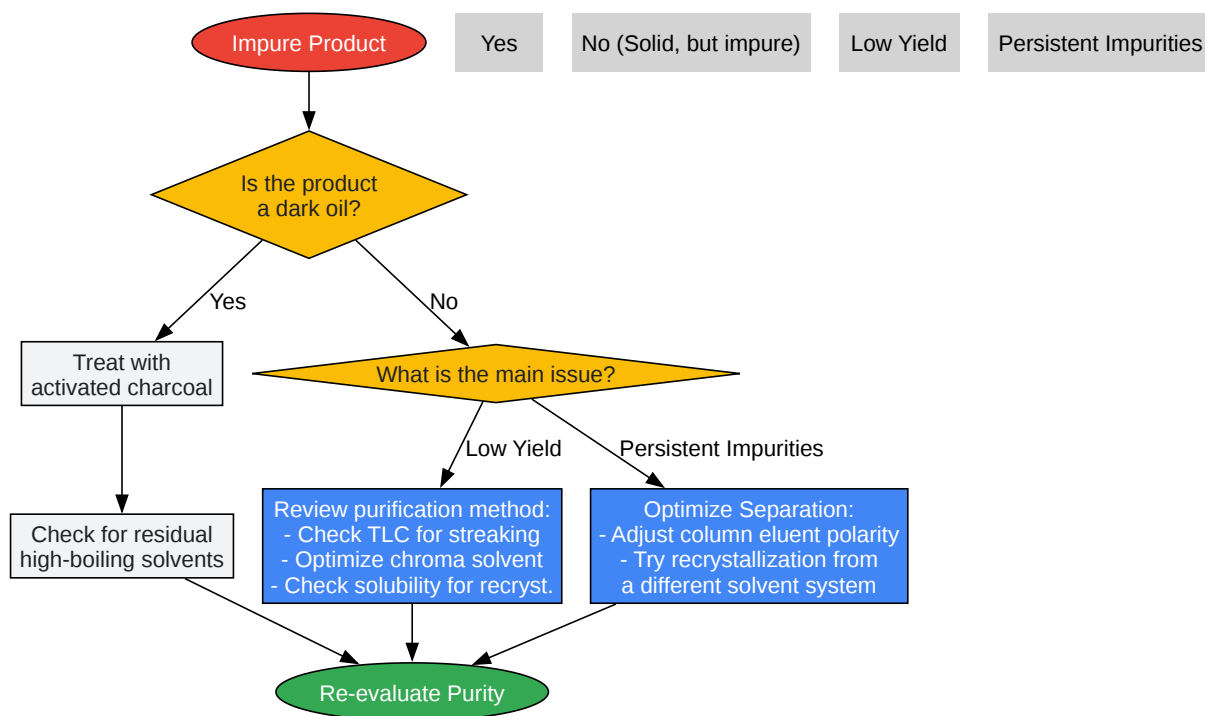 Impure Product
Yes
No (Solid, but impure)
Low Yield
Persistent Impurities
Is the product
a dark oil?
Yes
No
Treat with
activated charcoal
What is the main issue?
Low Yield
Persistent Impurities
Check for residual
high-boiling solvents
Review purification method:
- Check TLC for streaking
- Optimize chroma solvent
- Check solubility for recryst.
Optimize Separation:
- Adjust column eluent polarity
- Try recrystallization from
a different solvent system
Re-evaluate Purity